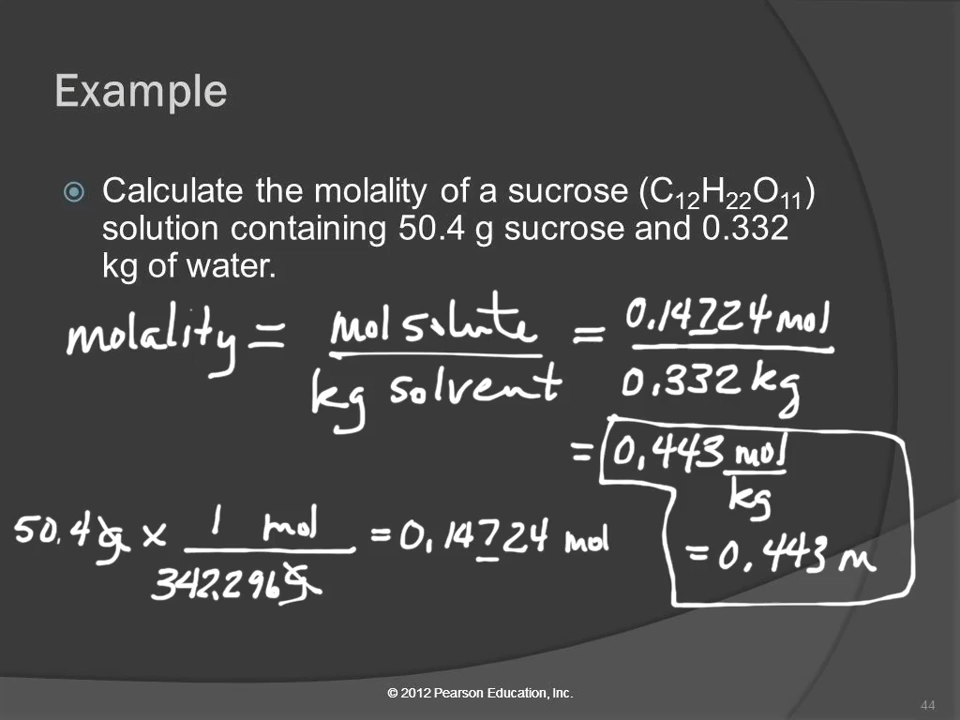 Example
Calculate the molality of a sucrose (C₁₂H₂₂O₁₁)
solution containing 50.4 g sucrose and 0.332
kg of water.
molality = mol solute / kg solvent = 0.14724 mol / 0.332 kg
= 0.443 mol / kg
50.4 g x 1 mol / 342.296 g = 0.14724 mol
= 0.443 m
© 2012 Pearson Education, Inc.
44